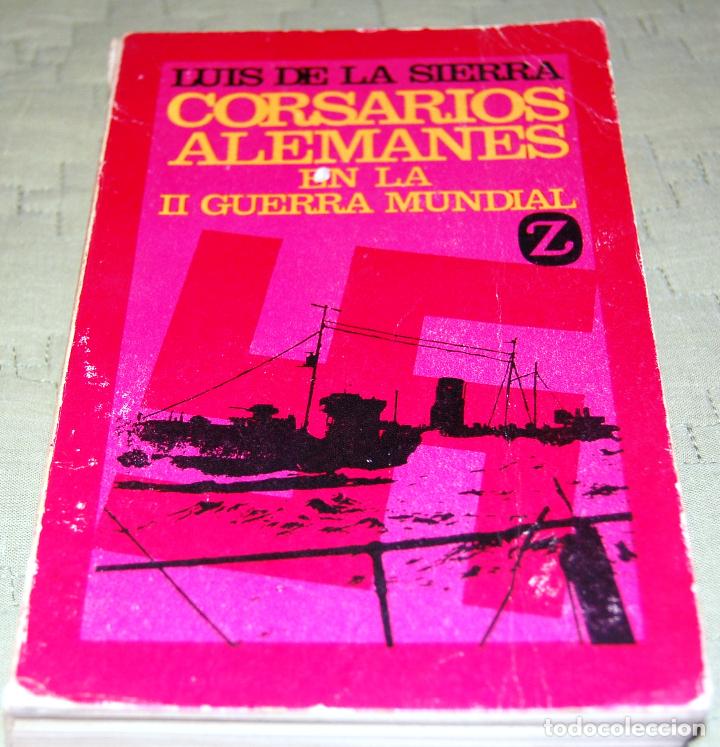 LUIS DE LA SIERRA
CORSARIOS
ALEMANES
EN LA
II GUERRA MUNDIAL
Z
todocoleccion